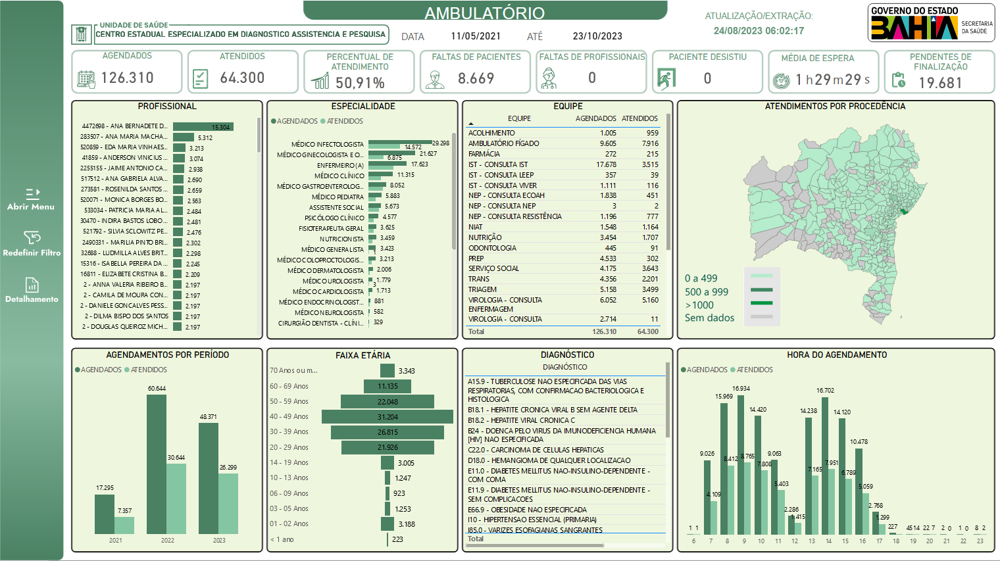 AMBULATÓRIO
UNIDADE DE SAÚDE
CENTRO ESTADUAL ESPECIALIZADO EM DIAGNOSTICO ASSISTENCIA E PESQUISA
DATA 11/05/2021 ATÉ 23/10/2023
ATUALIZAÇÃO/EXTRAÇÃO:
24/08/2023 06:02:17
GOVERNO DO ESTADO
BAHIA
SECRETARIA
DA SAÚDE
AGENDADOS
126.310
ATENDIDOS
64.300
PERCENTUAL DE
ATENDIMENTO
50,91%
FALTAS DE PACIENTES
8.669
FALTAS DE PROFISSIONAIS
0
PACIENTE DESISTIU
0
MÉDIA DE ESPERA
1 h 29 m 29 s
PENDENTES DE
FINALIZAÇÃO
19.681
Abrir Menu
Redefinir Filtro
Detalhamento
PROFISSIONAL
4472698 - ANA BERNADETE D... 15.304
283507 - ANA MARIA MACHA... 5.312
520859 - EDA MARIA VINHAES... 3.213
41859 - ANDERSON VINICIUS ... 3.074
2255155 - JAIME ANTONIO CA... 2.938
517512 - ANA GABRIELA ALVA... 2.690
273581 - ROSENILDA SANTOS ... 2.659
520071 - MONICA BORGES BO... 2.563
533034 - PATRICIA MARIA A L... 2.484
30470 - INDIRA BASTOS LOBO ... 2.481
521792 - SILVIA SCLOWITZ PE... 2.476
2490331 - MARILIA PINTO BRI... 2.302
32688 - LUDMILLA ALVES BRIT... 2.298
15316 - ISABELLA PEREIRA DA ... 2.245
16811 - ELIZABETE CRISTINA B... 2.209
2 - ANNA VALERIA RIBEIRO B... 2.197
2 - CAMILA DE MOURA CON... 2.197
2 - DANIELE GONCALVES PESS... 2.197
2 - DILMA BISPO DOS SANTOS 2.197
2 - DOUGLAS QUEIROZ MICH... 2.197
ESPECIALIDADE
AGENDADOS ATENDIDOS
MÉDICO INFECTOLOGISTA 29.298
14.572
MÉDICO GINECOLOGISTA E O... 21.627
6.875
ENFERMEIRO (A) 17.623
MÉDICO CLÍNICO 11.315
MÉDICO GASTROENTEROLOG... 8.052
MÉDICO PEDIATRA 5.883
ASSISTENTE SOCIAL 5.673
PSICÓLOGO CLÍNICO 4.577
FISIOTERAPEUTA GERAL 3.625
NUTRICIONISTA 3.459
MÉDICO GENERALISTA 3.423
1
MÉDICO COLOPROCTOLOGIS... 3.213
MÉDICO DERMATOLOGISTA 2.006
MÉDICO UROLOGISTA 1.779
3
MÉDICO CARDIOLOGISTA 1.713
MÉDICO ENDOCRINOLOGIST... 881
MÉDICO NEUROLOGISTA 582
CIRURGIÃO DENTISTA - CLÍNI... 329
EQUIPE
EQUIPE AGENDADOS ATENDIDOS
ACOLHIMENTO 1.005 959
AMBULATÓRIO FÍGADO 9.605 7.916
FARMÁCIA 272 215
IST - CONSULTA IST 17.678 3.515
IST - CONSULTA LEEP 357 39
IST - CONSULTA VIVER 1.111 116
NEP - CONSULTA ECOAH 1.838 451
NEP - CONSULTA NEP 3 2
NEP - CONSULTA RESISTÊNCIA 1.196 777
NIAT 1.548 1.164
NUTRIÇÃO 3.454 1.707
ODONTOLOGIA 445 91
PREP 4.533 302
SERVIÇO SOCIAL 4.175 3.643
TRANS 4.356 2.201
TRIAGEM 5.158 3.499
VIROLOGIA - CONSULTA 6.052 5.160
ENFERMAGEM
VIROLOGIA - CONSULTA 2.714 11
Total 126.310 64.300
ATENDIMENTOS POR PROCEDÊNCIA
0 a 499
500 a 999
>1000
Sem dados
AGENDAMENTOS POR PERÍODO
AGENDADOS ATENDIDOS
17.295 7.357
60.644 30.644
48.371 26.299
2021 2022 2023
FAIXA ETÁRIA
70 Anos ou m... 3.343
60 - 69 Anos 11.135
50 - 59 Anos 22.048
40 - 49 Anos 31.204
30 - 39 Anos 26.815
20 - 29 Anos 21.926
14 - 19 Anos 3.005
10 - 13 Anos 1.247
06 - 09 Anos 923
03 - 05 Anos 1.253
01 - 02 Anos 3.188
< 1 ano 223
DIAGNÓSTICO
DIAGNÓSTICO
A15.9 - TUBERCULOSE NAO ESPECIFICADA DAS VIAS
RESPIRATORIAS, COM CONFIRMACAO BACTERIOLOGICA E
HISTOLOGICA
B18.1 - HEPATITE CRONICA VIRAL B SEM AGENTE DELTA
B18.2 - HEPATITE VIRAL CRONICA C
B24 - DOENCA PELO VIRUS DA IMUNODEFICIENCIA HUMANA
[HIV] NAO ESPECIFICADA
C22.0 - CARCINOMA DE CELULAS HEPATICAS
D18.0 - HEMANGIOMA DE QUALQUER LOCALIZACAO
E11.0 - DIABETES MELLITUS NAO-INSULINO-DEPENDENTE -
COM COMA
E11.9 - DIABETES MELLITUS NAO-INSULINO-DEPENDENTE -
SEM COMPLICACOES
E66.9 - OBESIDADE NAO ESPECIFICADA
I10 - HIPERTENSAO ESSENCIAL (PRIMARIA)
I85.0 - VARIZES ESOFAGIANAS SANGRANTES
Total
HORA DO AGENDAMENTO
AGENDADOS ATENDIDOS
1 1
9.026 4.109
15.969 8.412
16.934 8.765
14.420 7.808
9.063 5.403
2.286 1.415
14.238 7.165
16.702 7.951
14.120 6.789
10.478 5.059
2.768 1.299
227
45 14
22 7
2 0
1 0
8 2
6 7 8 9 10 11 12 13 14 15 16 17 18 19 20 21 22 23